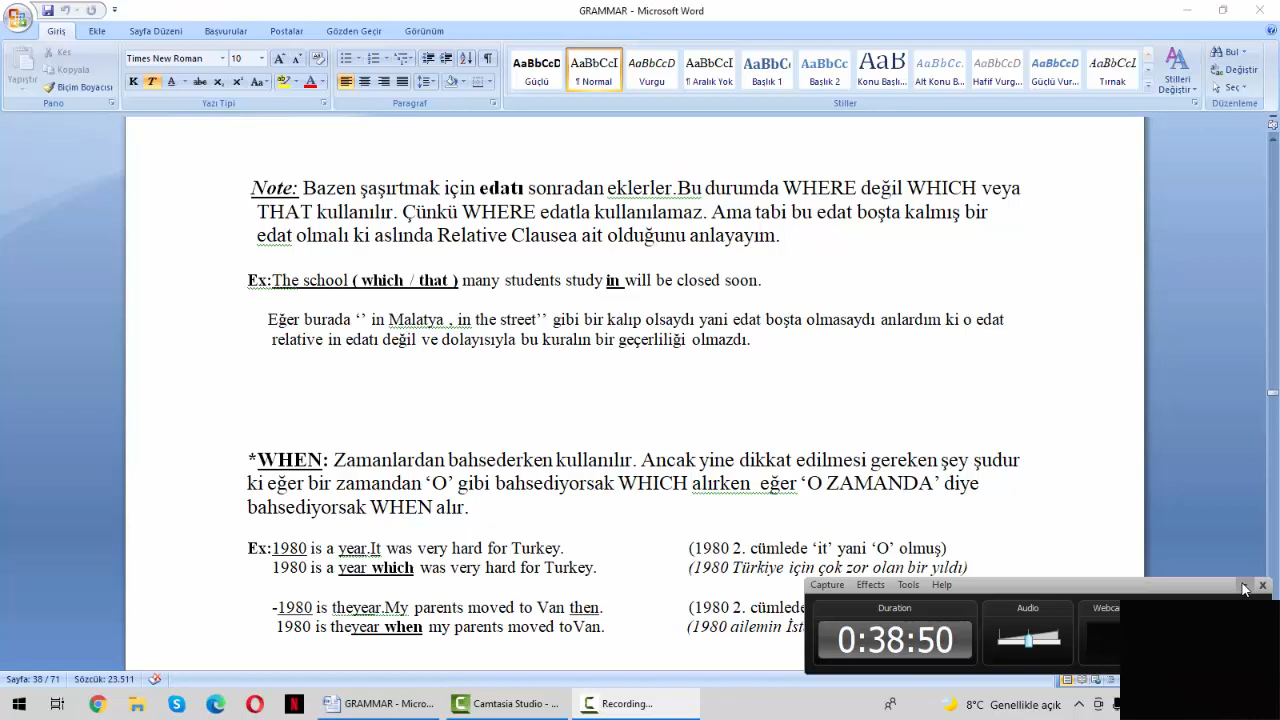 GRAMMAR - Microsoft Word
Giriş Ekle Sayfa Düzeni Başvurular Postalar Gözden Geçir Görünüm
Kes
Kopyala
Yapıştır
Biçim Boyacısı
Times New Roman 10
AaBbCcD AaBbCcI AaBbCcD AaBbCcI AaBbC AaBbCc AaB AaBbCc. AaBbCcD AaBbCcD AaBbCcI
Güçlü ¶ Normal Vurgu ¶ Aralık Yok Başlık 1 Başlık 2 Konu Başlı... Alt Konu B... Hafif Vurg... Güçlü Vur... Tırnak
Stilleri Değiştir
Bul
Değiştir
Seç
Pano Yazı Tipi Paragraf Stiller Düzenleme
Note: Bazen şaşırtmak için edatı sonradan eklerler.Bu durumda WHERE değil WHICH veya
THAT kullanılır. Çünkü WHERE edatla kullanılamaz. Ama tabi bu edat boşta kalmış bir
edat olmalı ki aslında Relative Clausea ait olduğunu anlayayım.
Ex:The school ( which / that ) many students study in will be closed soon.
Eğer burada ‘’ in Malatya , in the street’’ gibi bir kalıp olsaydı yani edat boşta olmasaydı anlardım ki o edat
relative in edatı değil ve dolayısıyla bu kuralın bir geçerliliği olmazdı.
*WHEN: Zamanlardan bahsederken kullanılır. Ancak yine dikkat edilmesi gereken şey şudur
ki eğer bir zamandan ‘O’ gibi bahsediyorsak WHICH alırken eğer ‘O ZAMANDA’ diye
bahsediyorsak WHEN alır.
Ex:1980 is a year.It was very hard for Turkey. (1980 2. cümlede ‘it’ yani ‘O’ olmuş)
1980 is a year which was very hard for Turkey. (1980 Türkiye için çok zor olan bir yıldı)
-1980 is theyear.My parents moved to Van then. (1980 2. cümlede
1980 is theyear when my parents moved toVan. (1980 ailemin İst
Capture Effects Tools Help
Duration Audio Webca
0:38:50
Sayfa: 38 / 71 Sözcük: 23.511
GRAMMAR - Micro... Camtasia Studio - ... Recording... 8°C Genellikle açık